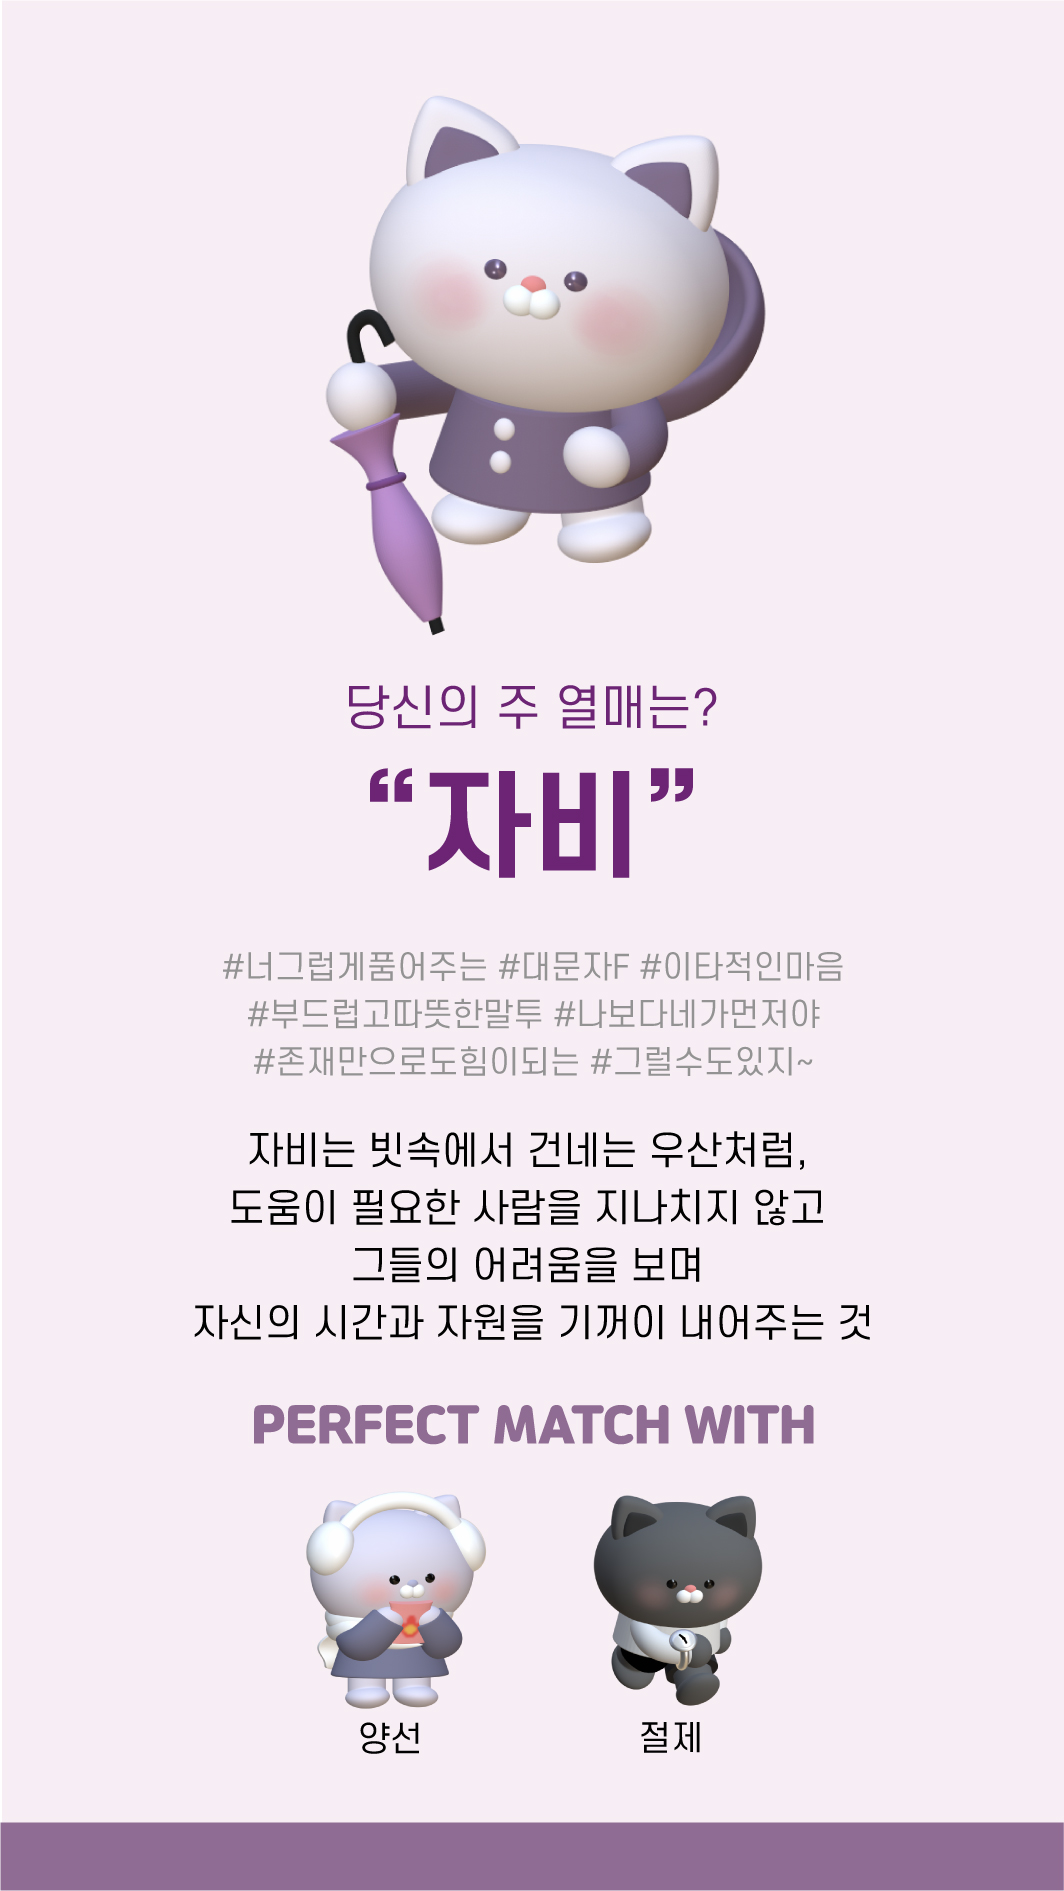 당신의 주 열매는?
“자비”
#너그럽게품어주는 #대문자F #이타적인마음
#부드럽고따뜻한말투 #나보다네가먼저야
#존재만으로도힘이되는 #그럴수도있지~
자비는 빗속에서 건네는 우산처럼,
도움이 필요한 사람을 지나치지 않고
그들의 어려움을 보며
자신의 시간과 자원을 기꺼이 내어주는 것
PERFECT MATCH WITH
양선 절제